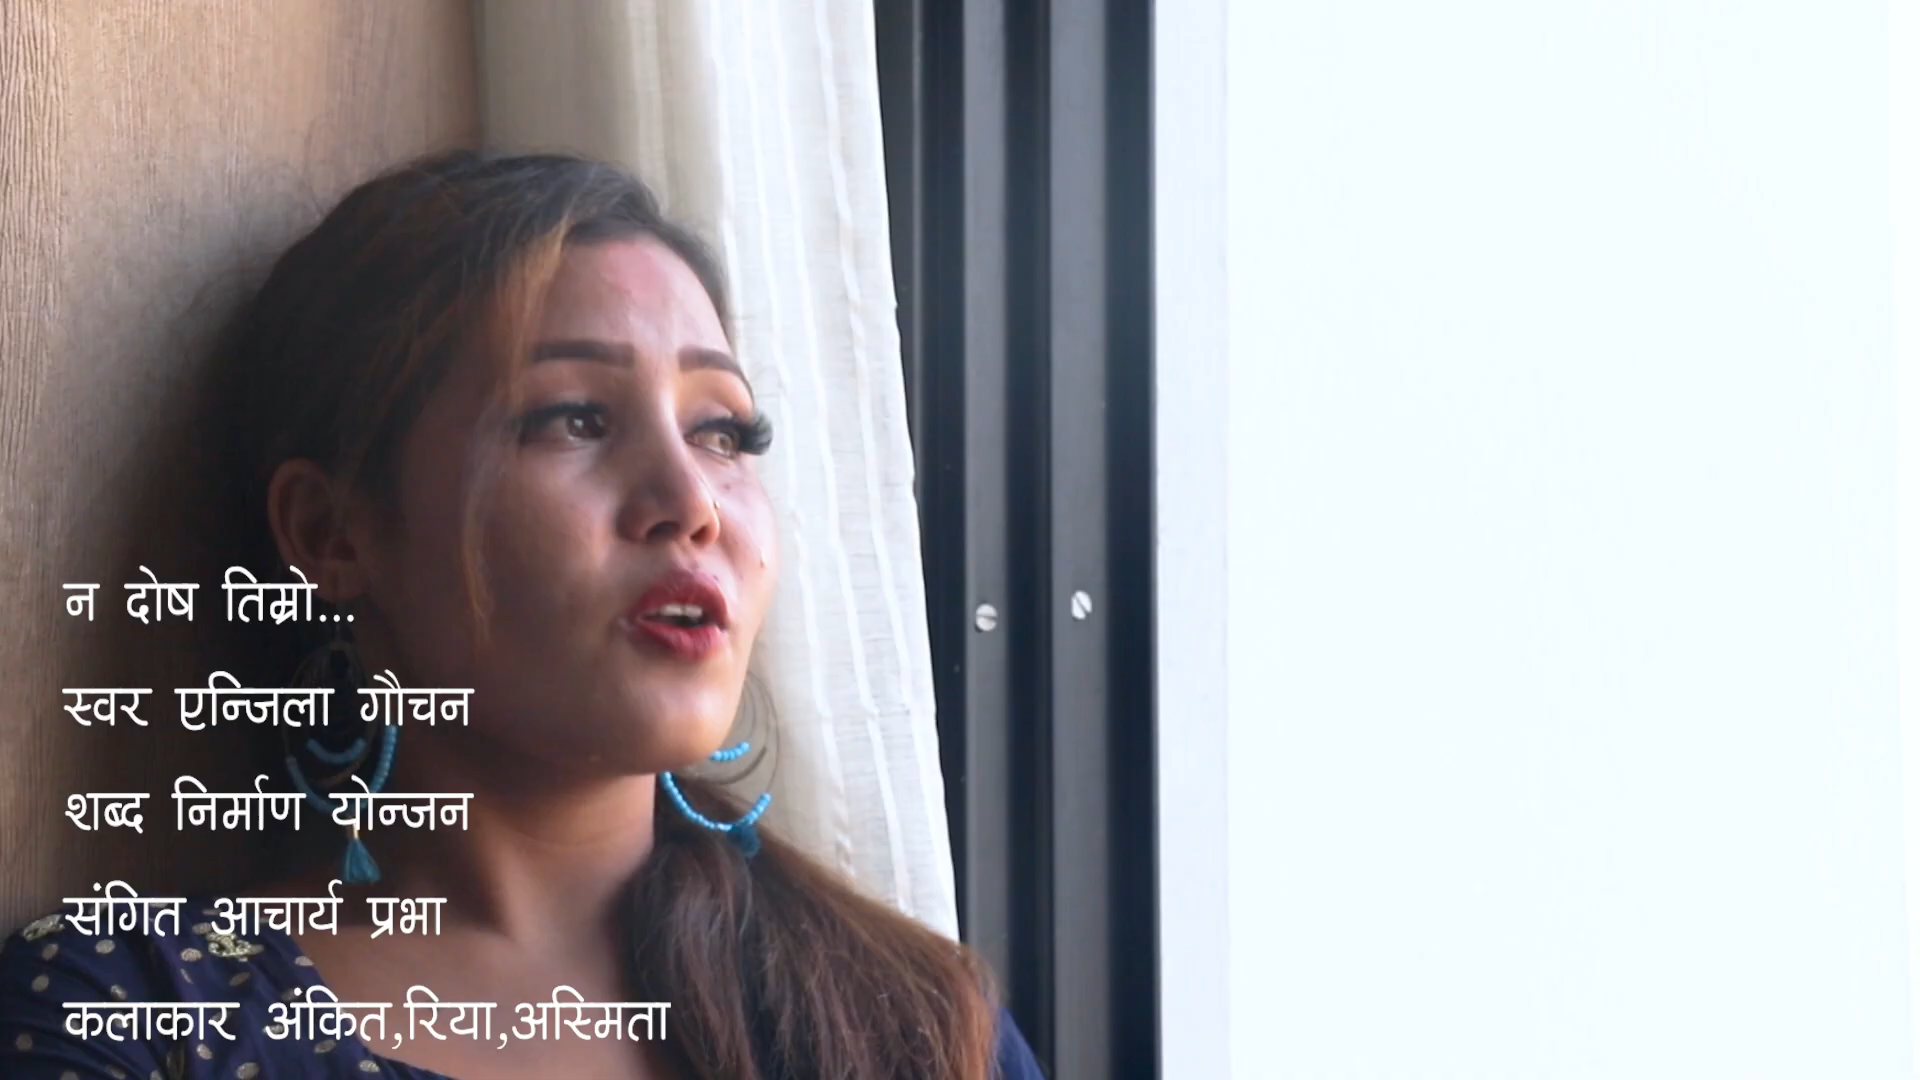 न दोष तिम्रो...
स्वर एन्जिला गौचन
शब्द निर्माण योन्जन
संगित आचार्य प्रभा
कलाकार अंकित,रिया,अस्मिता